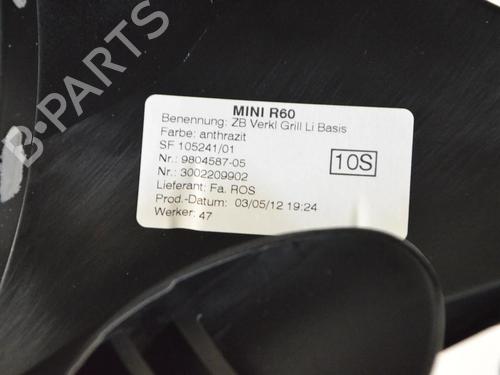 B-PARTS
MINI R60
Benennung: ZB Verkl Grill Li Basis
Farbe: anthrazit
SF 105241/01
Nr.: 9804587-05
Nr.: 3002209902
Lieferant: Fa. ROS
Prod.-Datum: 03/05/12 19:24
Werker: 47
10S